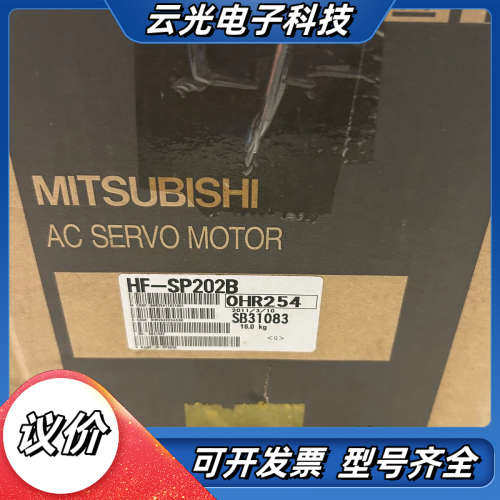 云光电子科技
MITSUBISHI
AC SERVO MOTOR
HF-SP202B
OHR254
2011/3/10
SB31083
16.0 kg
<G>
议价
可开发票 型号齐全